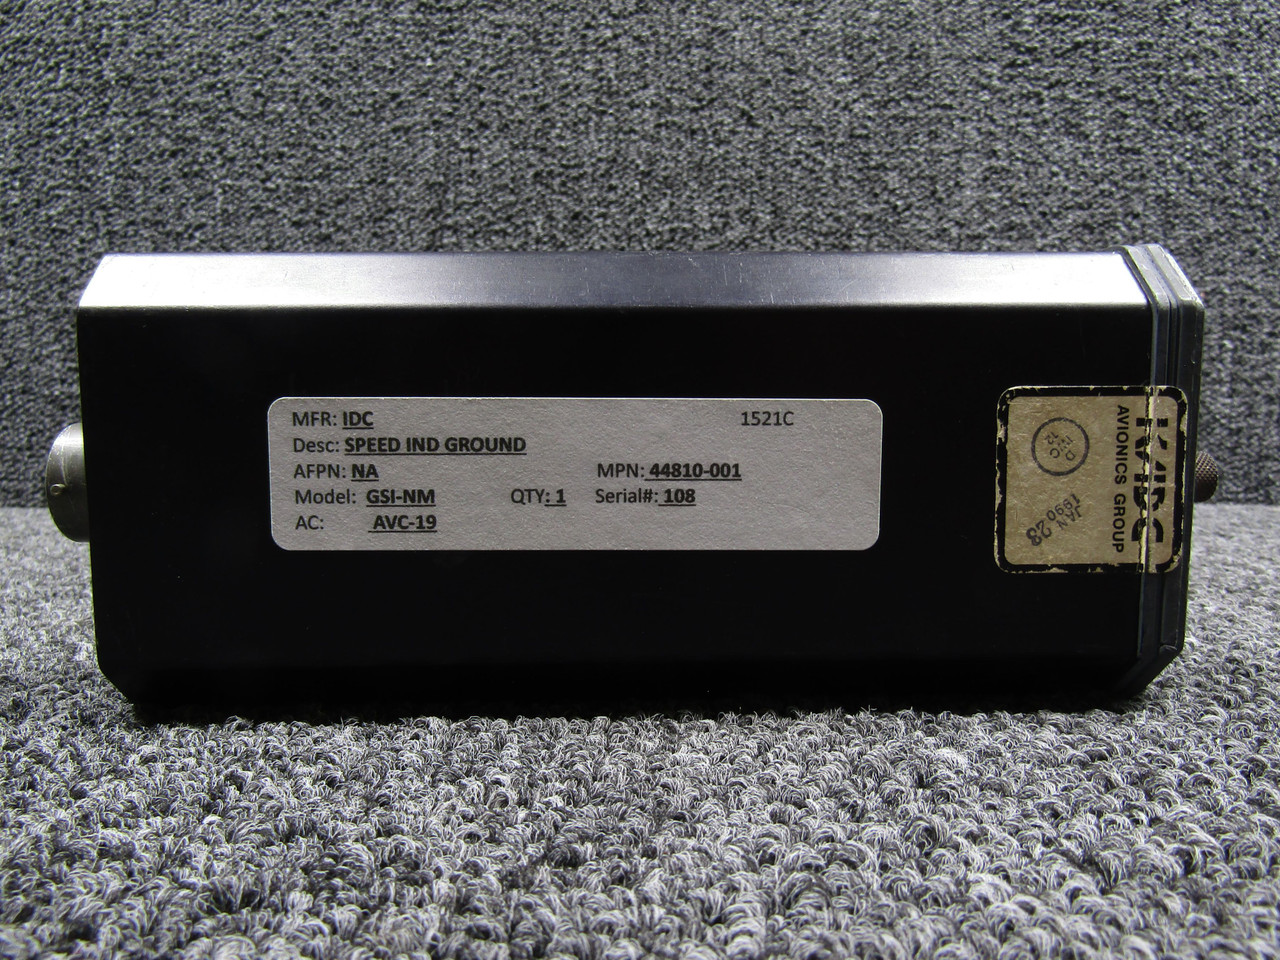 MFR: IDC 1521C
Desc: SPEED IND GROUND
AFPN: NA MPN: 44810-001
Model: GSI-NM QTY: 1 Serial#: 108
AC: AVC-19
AVIONICS GROUP
JAN 23
1990